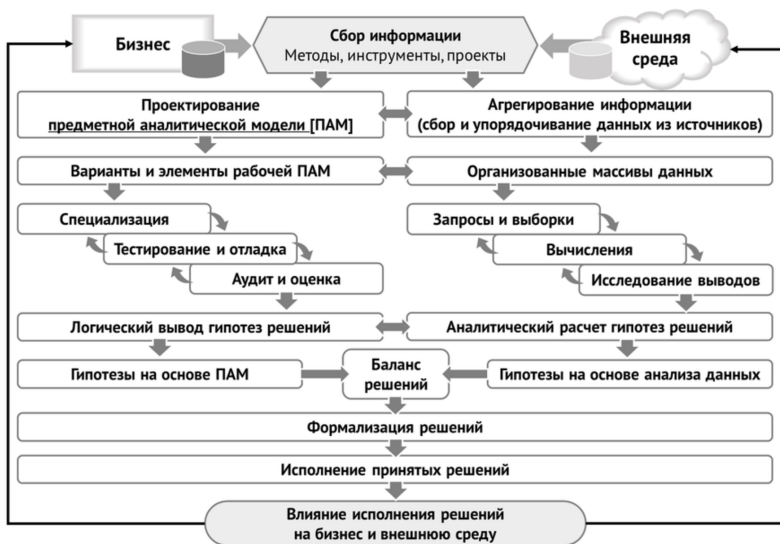 Бизнес
Сбор информации
Методы, инструменты, проекты
Внешняя
среда
Проектирование
предметной аналитической модели [ПАМ]
Агрегирование информации
(сбор и упорядочивание данных из источников)
Варианты и элементы рабочей ПАМ
Организованные массивы данных
Специализация
Тестирование и отладка
Аудит и оценка
Запросы и выборки
Вычисления
Исследование выводов
Логический вывод гипотез решений
Аналитический расчет гипотез решений
Гипотезы на основе ПАМ
Баланс
решений
Гипотезы на основе анализа данных
Формализация решений
Исполнение принятых решений
Влияние исполнения решений
на бизнес и внешнюю среду